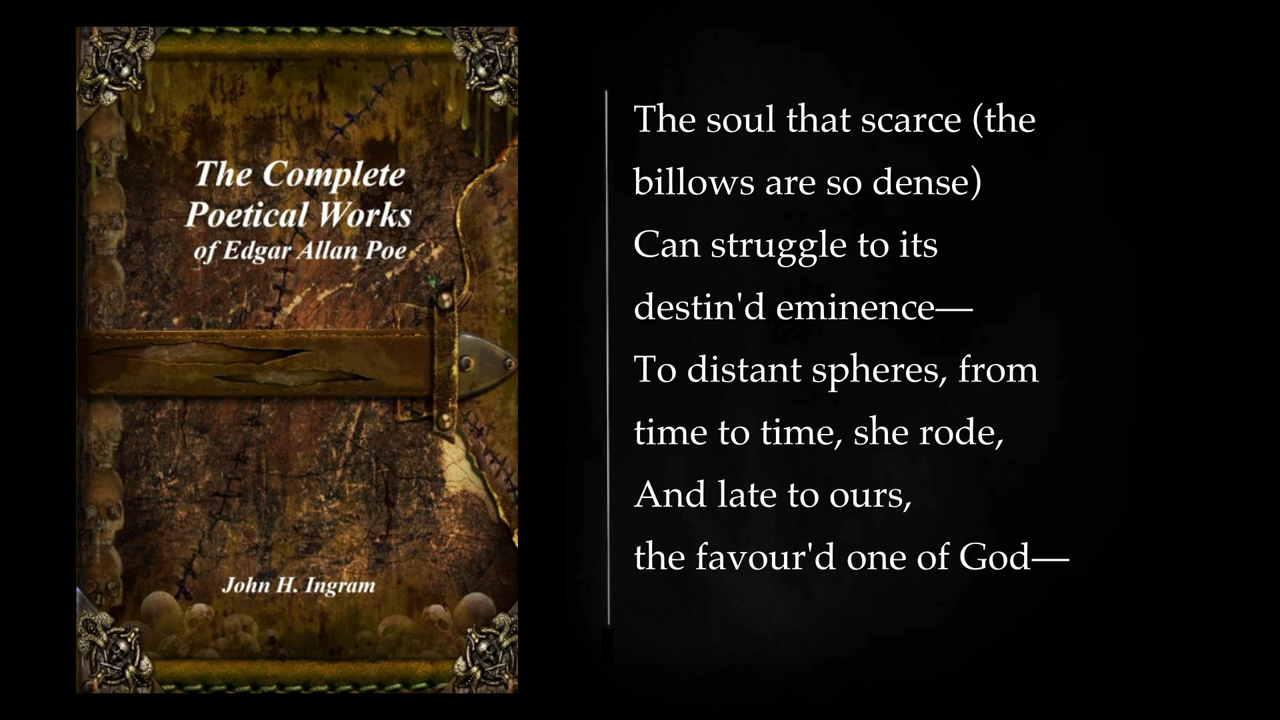 The Complete
Poetical Works
of Edgar Allan Poe
John H. Ingram
The soul that scarce (the
billows are so dense)
Can struggle to its
destin'd eminence—
To distant spheres, from
time to time, she rode,
And late to ours,
the favour'd one of God—